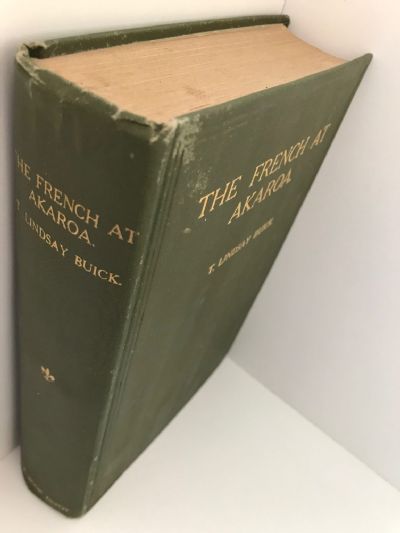 THE FRENCH AT
AKAROA.
T. LINDSAY BUICK.
THE FRENCH AT
AKAROA.
T. LINDSAY BUICK.